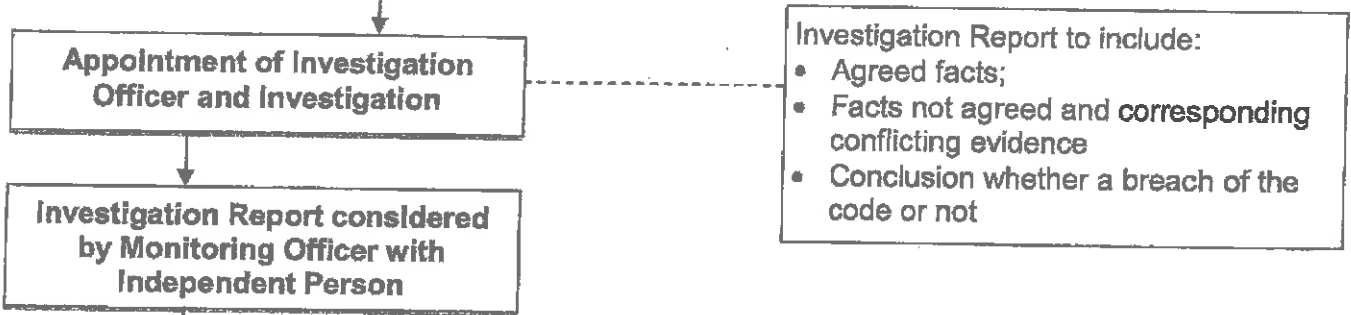 Appointment of Investigation
Officer and Investigation
Investigation Report to include:
• Agreed facts;
• Facts not agreed and corresponding
conflicting evidence
• Conclusion whether a breach of the
code or not
Investigation Report considered
by Monitoring Officer with
Independent Person